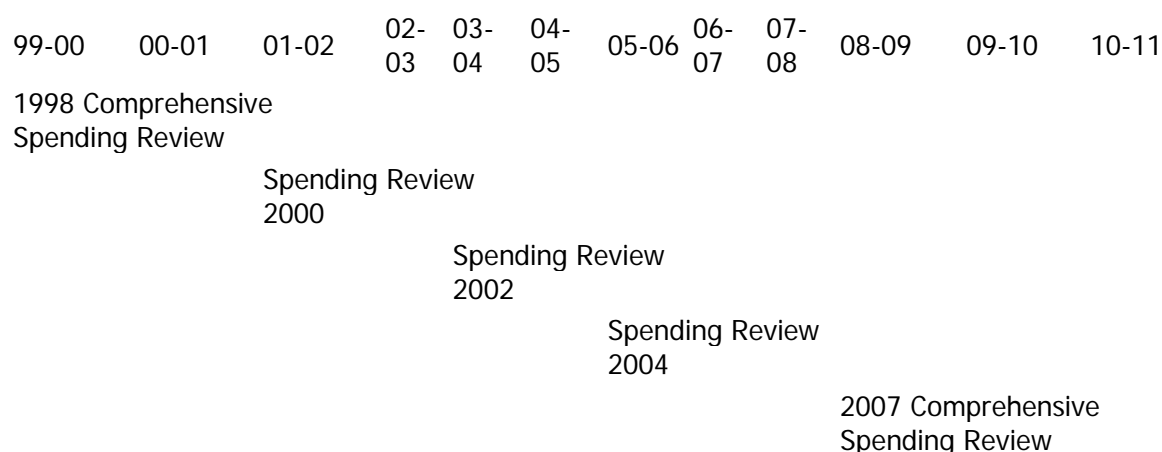 99-00 00-01 01-02 02-03 03-04 04-05 05-06 06-07 07-08 08-09 09-10 10-11
1998 Comprehensive
Spending Review
Spending Review
2000
Spending Review
2002
Spending Review
2004
2007 Comprehensive
Spending Review